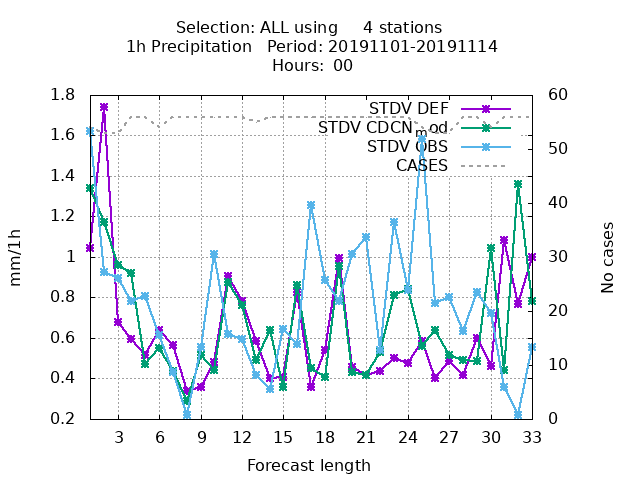 Selection: ALL using     4 stations
1h Precipitation   Period: 20191101-20191114
Hours:  00
1.8
1.6
1.4
1.2
1
0.8
0.6
0.4
0.2
60
50
40
30
20
10
0
STDV DEF
STDV CDCN_mod
STDV OBS
CASES
mm/1h
No cases
3 6 9 12 15 18 21 24 27 30 33
Forecast length